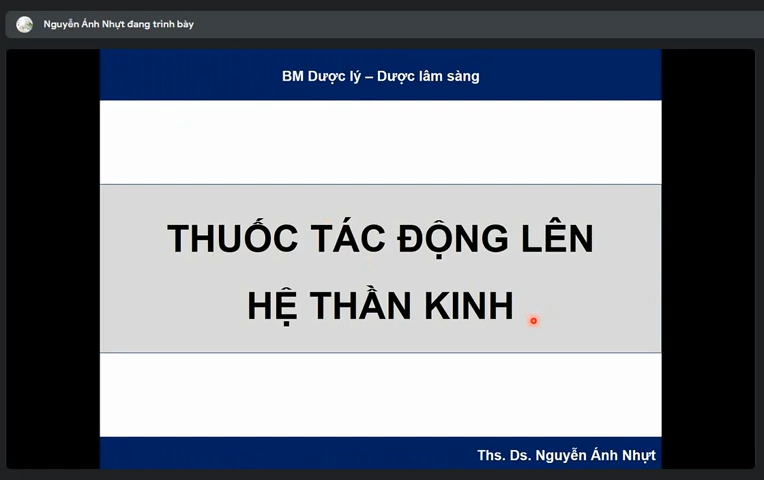 Nguyễn Ánh Nhựt đang trình bày
BM Dược lý – Dược lâm sàng
THUỐC TÁC ĐỘNG LÊN
HỆ THẦN KINH
Ths. Ds. Nguyễn Ánh Nhựt